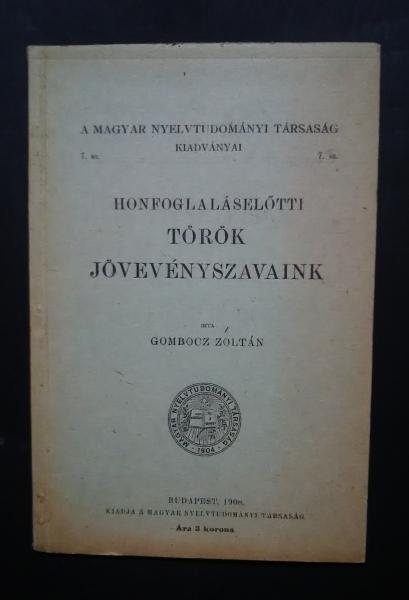 A MAGYAR NYELVTUDOMÁNYI TÁRSASÁG
KIADVÁNYAI
7. sz. 7. sz.
HONFOGLALÁSELŐTTI
TÖRÖK
JÖVEVÉNYSZAVAINK
IRTA
GOMBOCZ ZOLTÁN
MAGYAR NYELVTUDOMÁNYI TÁRSASÁG
1904
BUDAPEST, 1908.
KIADJA A MAGYAR NYELVTUDOMÁNYI TÁRSASÁG.
Ára 3 korona